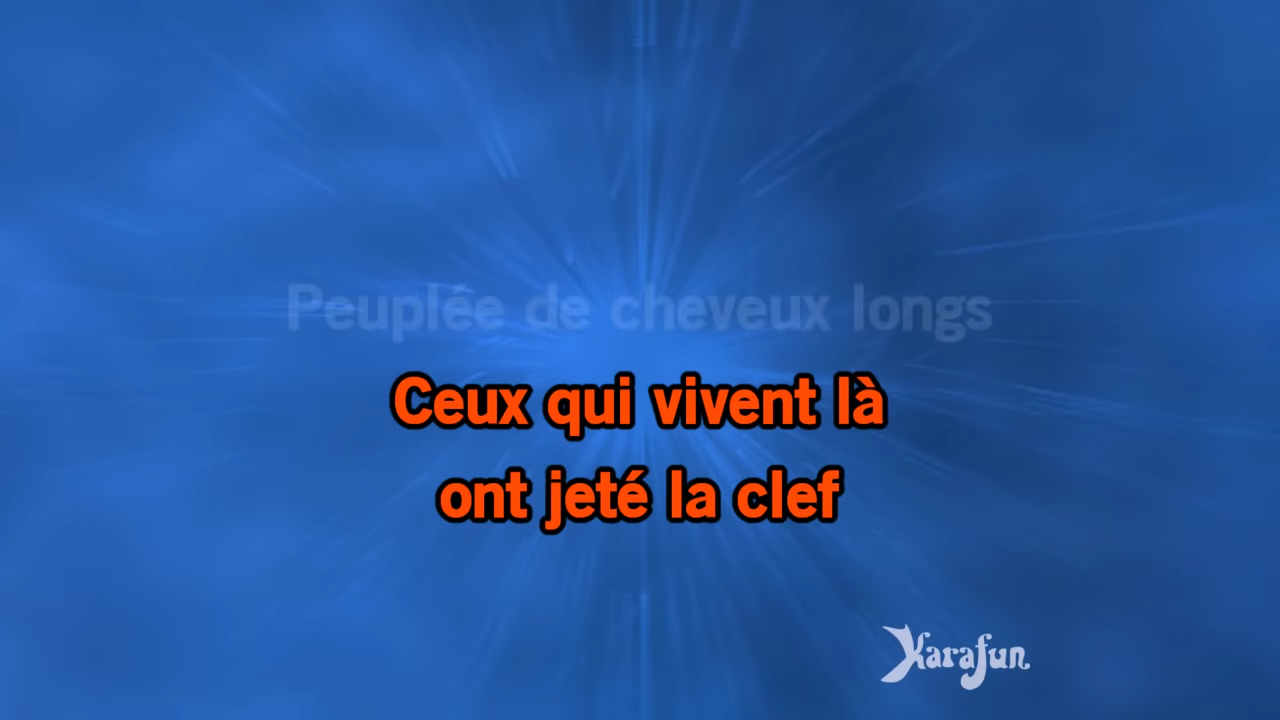 Peuplée de cheveux longs
Ceux qui vivent là
ont jeté la clef
Karafun